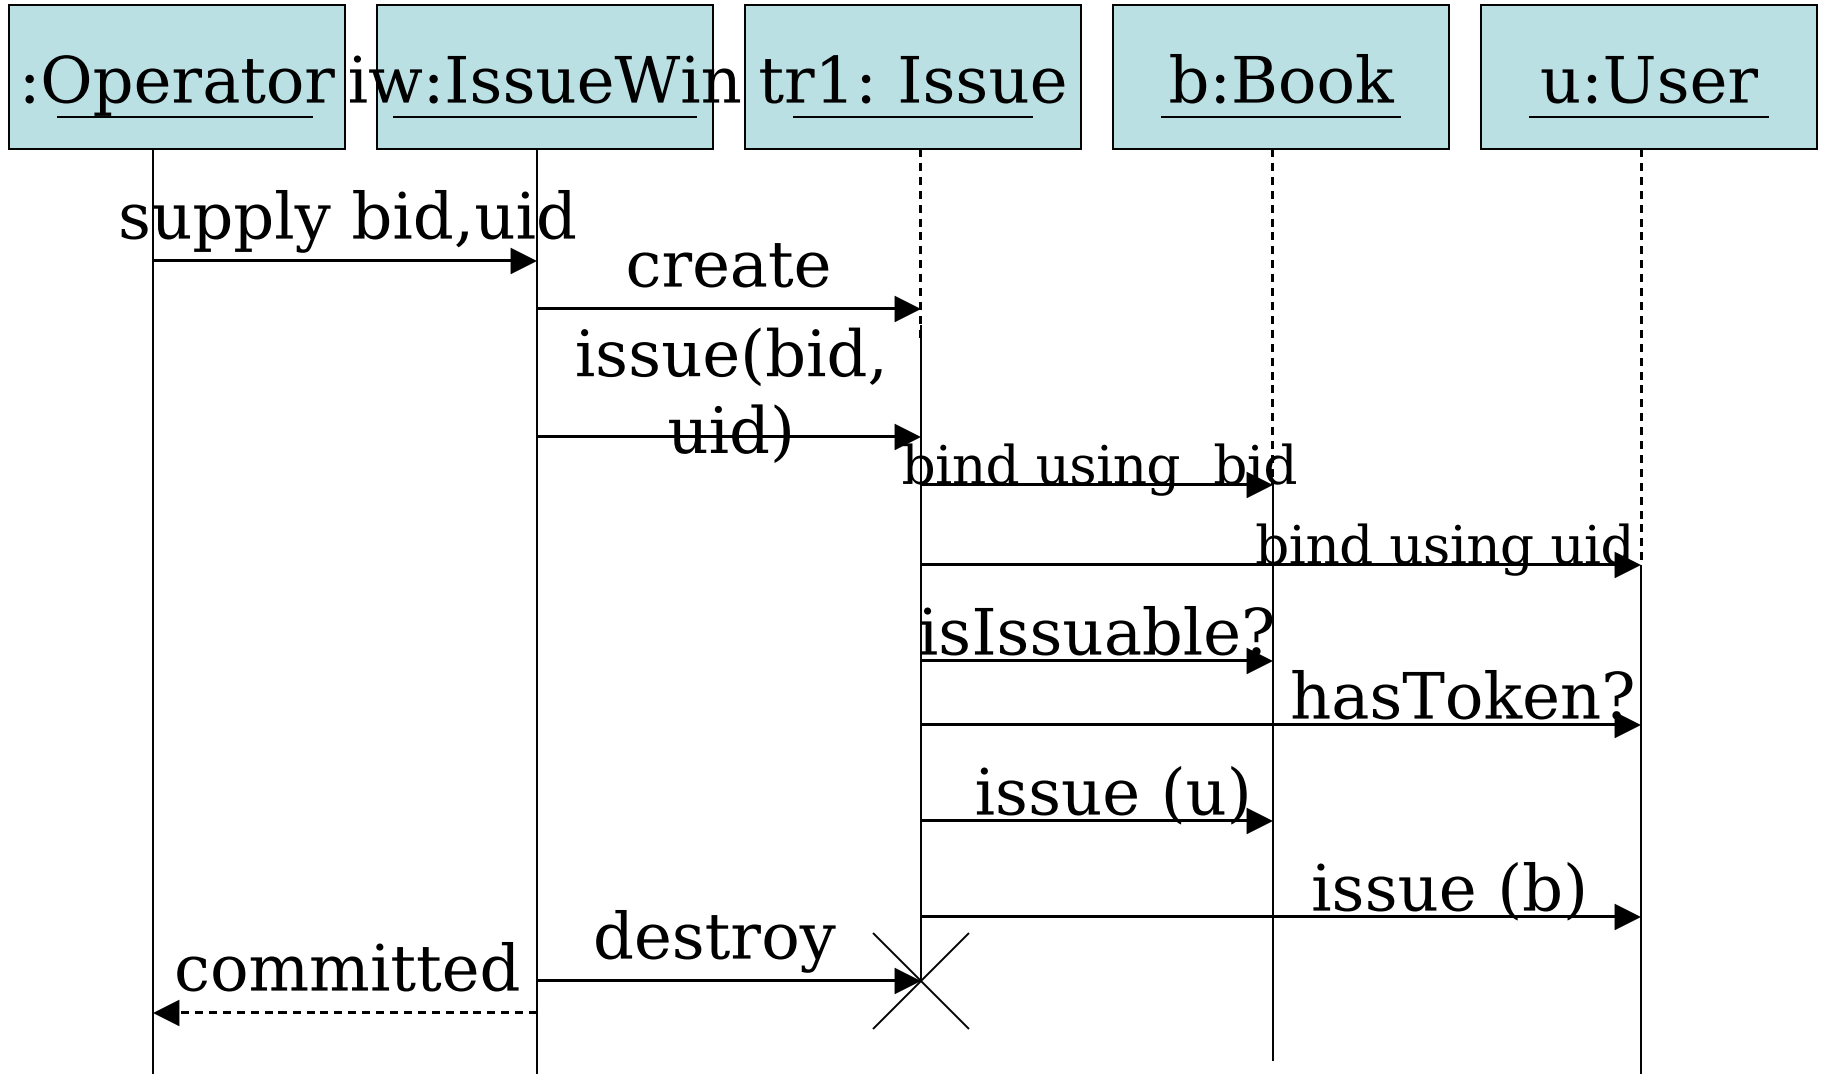 :Operator
iw:IssueWin
tr1: Issue
b:Book
u:User
supply bid,uid
create
issue(bid,
uid)
bind using  bid
bind using uid
isIssuable?
hasToken?
issue (u)
issue (b)
destroy
committed